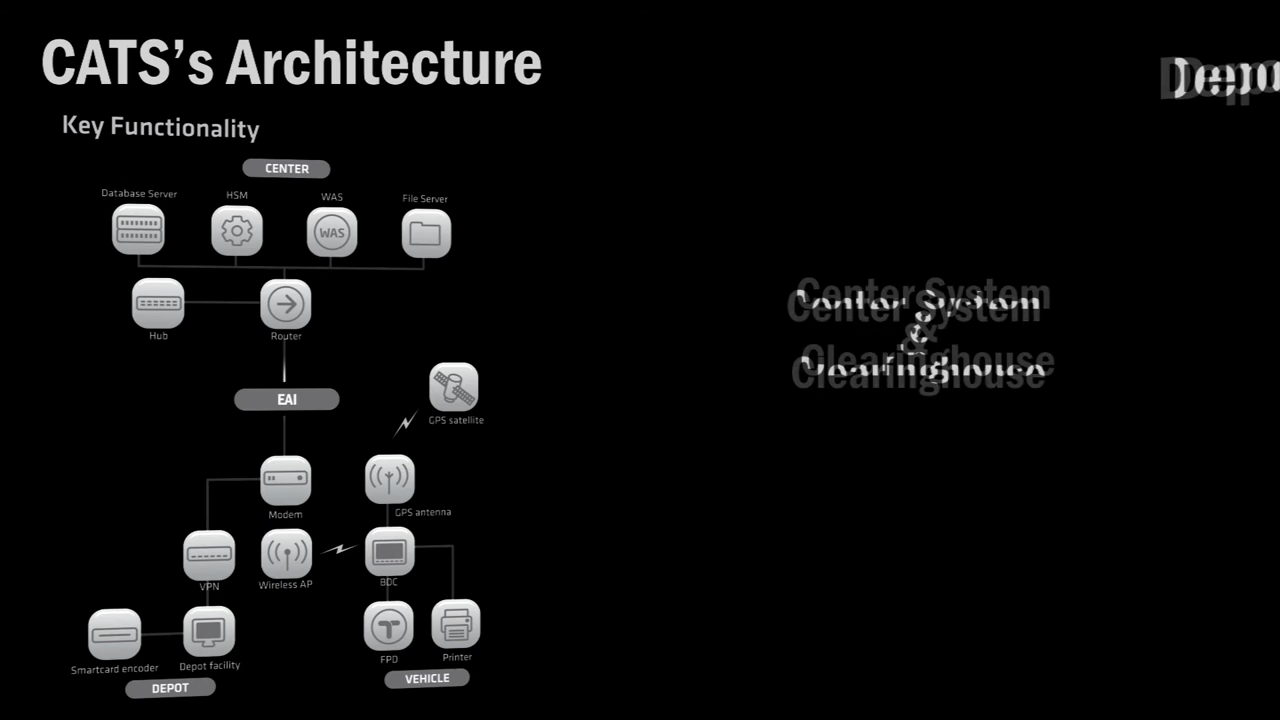 CATS's Architecture
Key Functionality
CENTER
Database Server
HSM
WAS
File Server
WAS
Hub
Router
EAI
GPS satellite
Modem
GPS antenna
VPN
Wireless AP
BDC
Smartcard encoder
Depot facility
FPD
Printer
DEPOT
VEHICLE
Center System
&
Clearinghouse